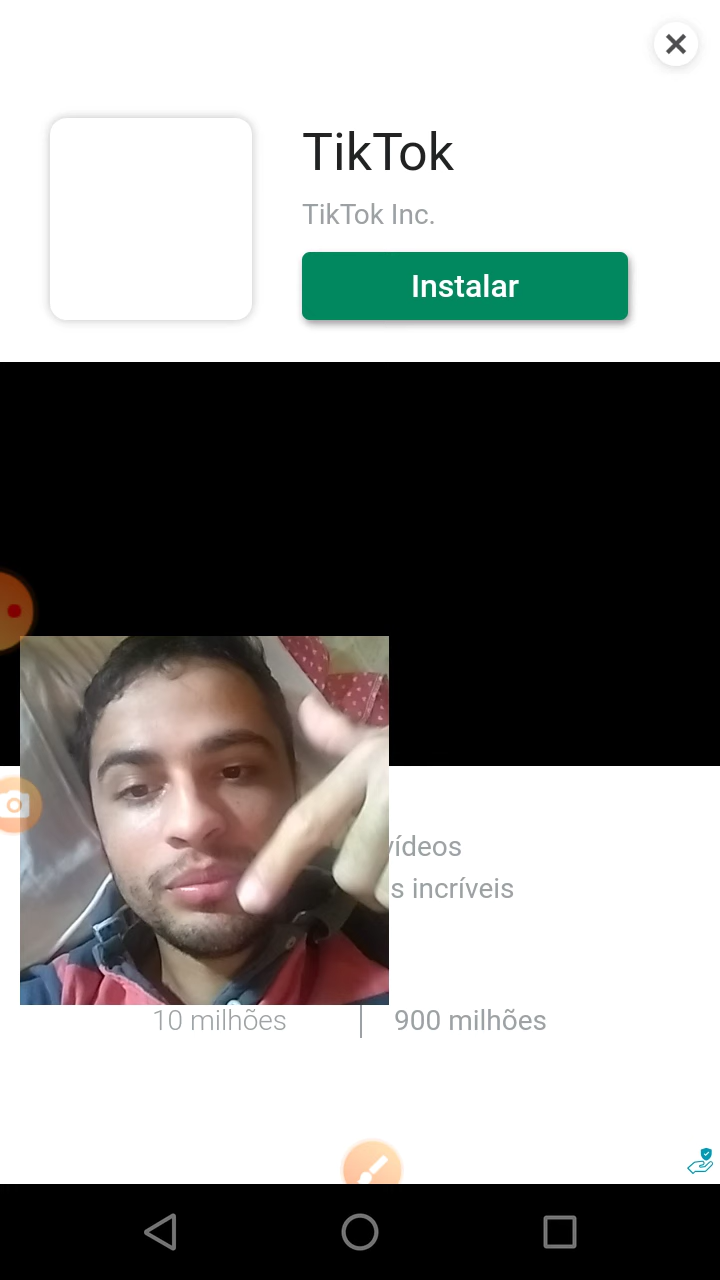 TikTok
TikTok Inc.
Instalar
vídeos
s incríveis
10 milhões
900 milhões